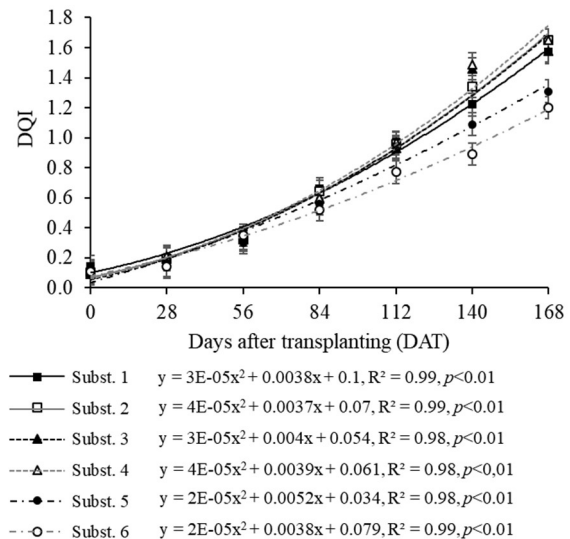 1.8
1.6
1.4
1.2
1.0
0.8
0.6
0.4
0.2
0.0
DQI
0 28 56 84 112 140 168
Days after transplanting (DAT)
Subst. 1 y = 3E-05x² + 0.0038x + 0.1, R² = 0.99, p<0.01
Subst. 2 y = 4E-05x² + 0.0037x + 0.07, R² = 0.99, p<0.01
Subst. 3 y = 3E-05x² + 0.004x + 0.054, R² = 0.98, p<0.01
Subst. 4 y = 4E-05x² + 0.0039x + 0.061, R² = 0.98, p<0,01
Subst. 5 y = 2E-05x² + 0.0052x + 0.034, R² = 0.98, p<0.01
Subst. 6 y = 2E-05x² + 0.0038x + 0.079, R² = 0.99, p<0.01